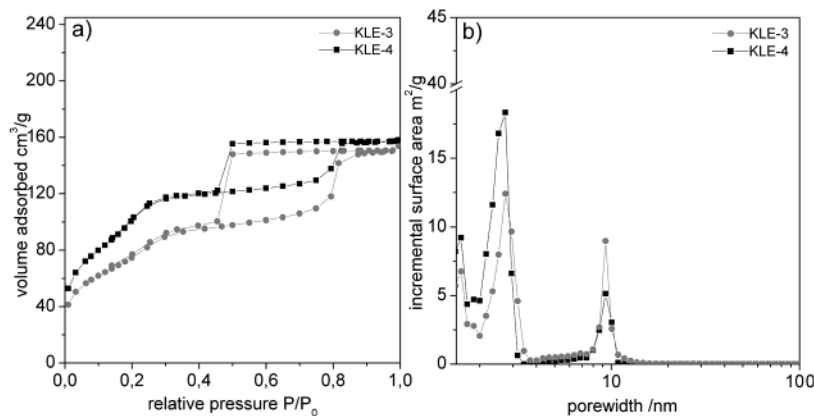 a)
KLE-3
KLE-4
volume adsorbed cm³/g
240
200
160
120
80
40
0
0,0 0,2 0,4 0,6 0,8 1,0
relative pressure P/P₀
b)
KLE-3
KLE-4
incremental surface area m²/g
45
40
15
10
5
0
10 100
porewidth /nm